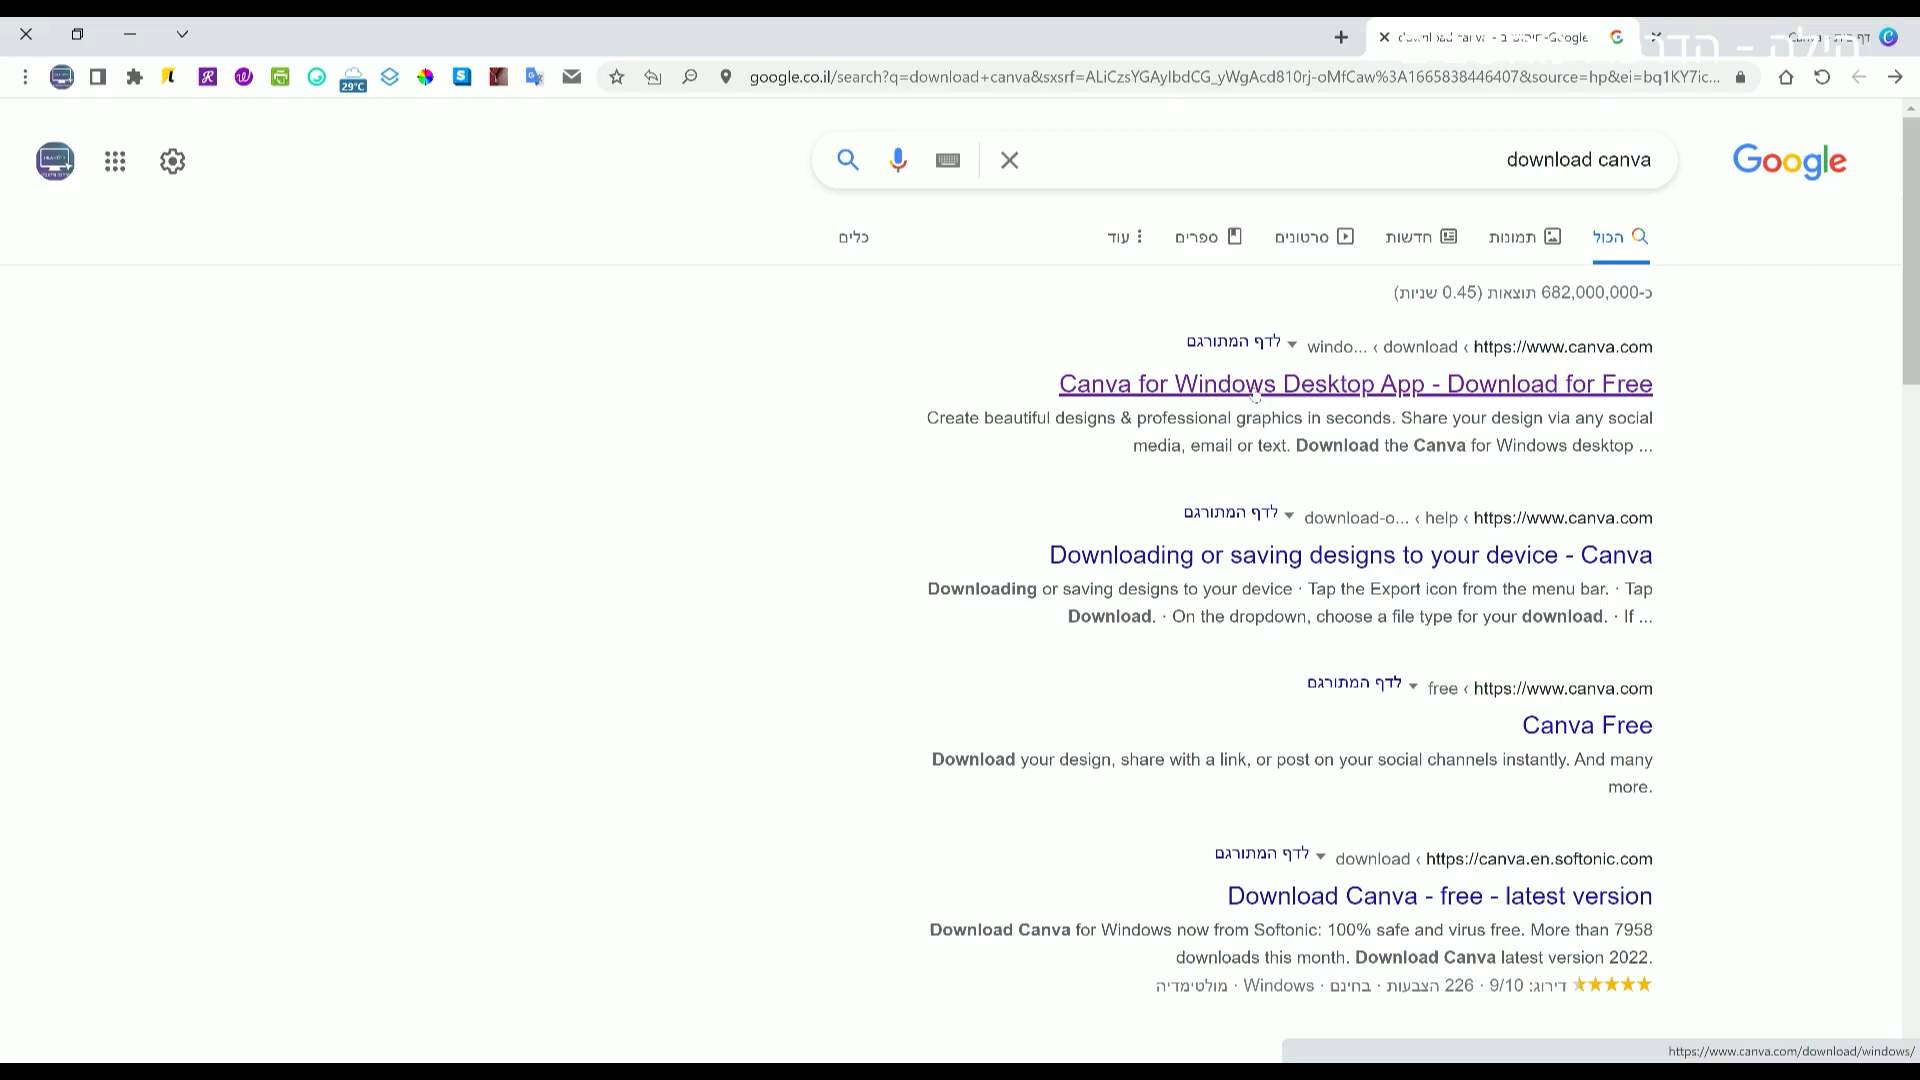 download canva - חיפוש ב-Google
29°C
google.co.il/search?q=download+canva&sxsrf=ALiCzsYGAyIbdCG_yWgAcd810rj-oMfCaw%3A1665838446407&source=hp&ei=bq1KY7ic...
Google
download canva
הכול
תמונות
חדשות
סרטונים
ספרים
עוד
כלים
כ-682,000,000 תוצאות (0.45 שניות)
https://www.canva.com › download › windo... לדף המתורגם
Canva for Windows Desktop App - Download for Free
Create beautiful designs & professional graphics in seconds. Share your design via any social
media, email or text. Download the Canva for Windows desktop ...
https://www.canva.com › help › download-o... לדף המתורגם
Downloading or saving designs to your device - Canva
Downloading or saving designs to your device · Tap the Export icon from the menu bar. · Tap
Download. · On the dropdown, choose a file type for your download. · If ...
https://www.canva.com › free לדף המתורגם
Canva Free
Download your design, share with a link, or post on your social channels instantly. And many
more.
https://canva.en.softonic.com › download לדף המתורגם
Download Canva - free - latest version
Download Canva for Windows now from Softonic: 100% safe and virus free. More than 7958
downloads this month. Download Canva latest version 2022.
דירוג: 9/10 · 226 הצבעות · בחינם · Windows · מולטימדיה
https://www.canva.com/download/windows/